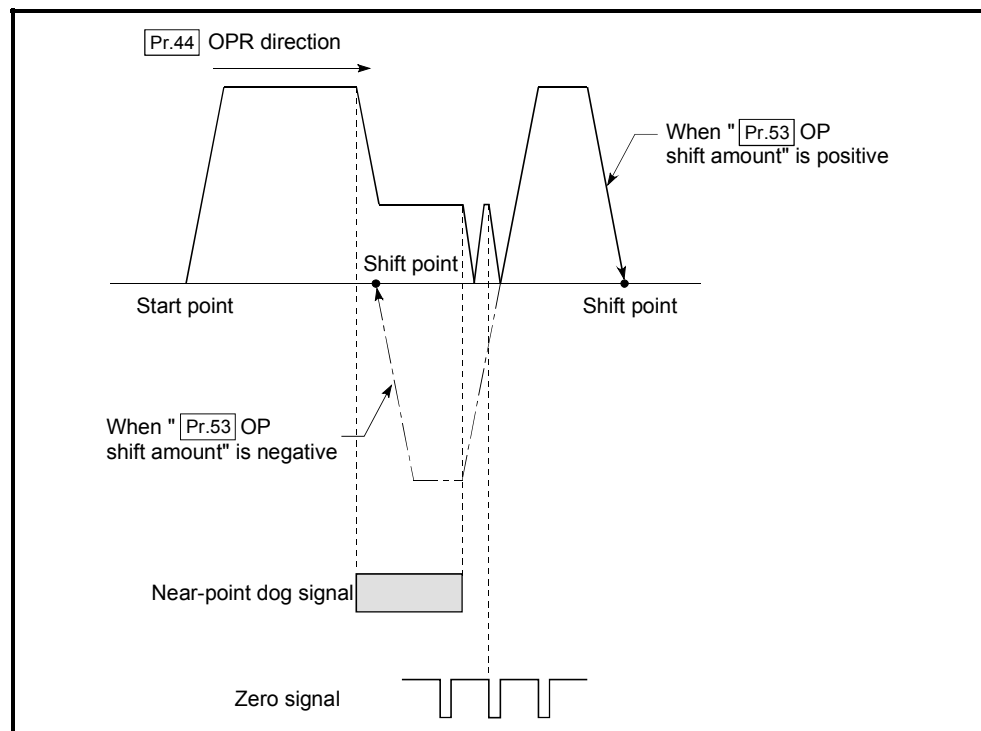 Pr.44 OPR direction
When " Pr.53 OP
shift amount" is positive
Shift point
Start point
Shift point
When " Pr.53 OP
shift amount" is negative
Near-point dog signal
Zero signal